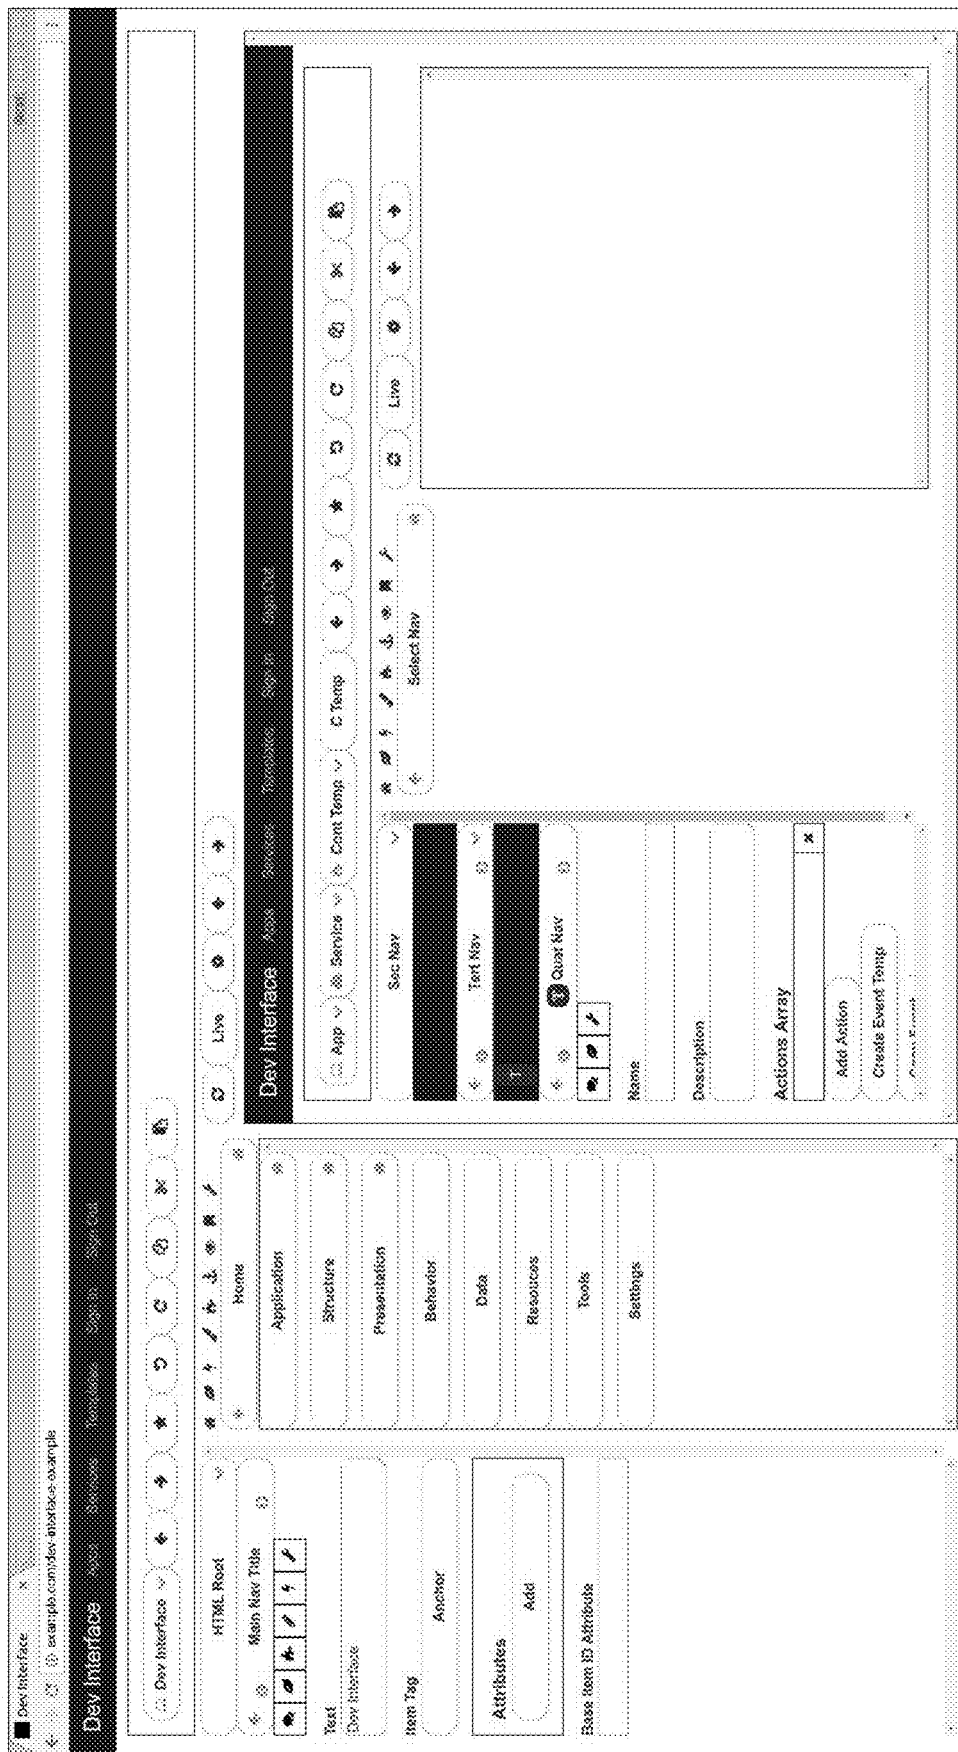 Dev Interface ×
example.com/dev-interface-example
Dev Interface Apps Services Templates Sign In Sign Out
Dev Interface
HTML Root
Main Nav Title
Text
Dev Interface
Item Tag
Anchor
Attributes
Add
Base Item ID Attribute
Home
Application
Structure
Presentation
Behavior
Data
Resouces
Tools
Settings
Live
Dev Interface Apps Services Templates Sign In Sign Out
App Service Cont Temp C Temp
Sec Nav
Tert Nav
T
Quat Nav
Name
Description
Actions Array
Add Action
Create Event Temp
Select Nav
Live